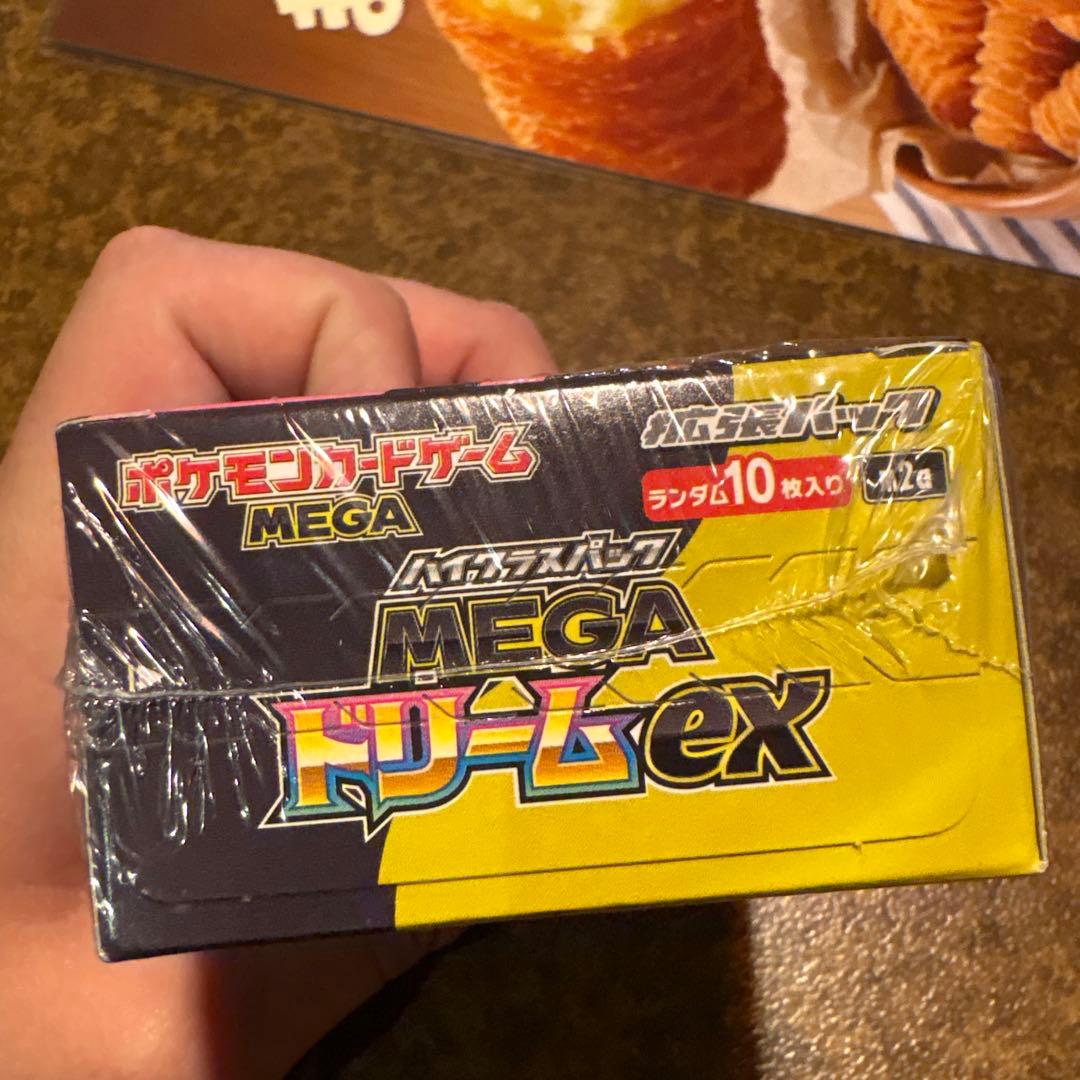 ポケモンカードゲーム
MEGA
拡張パック
ランダム10枚入り
ハイクラスパック
MEGA
ドリームex